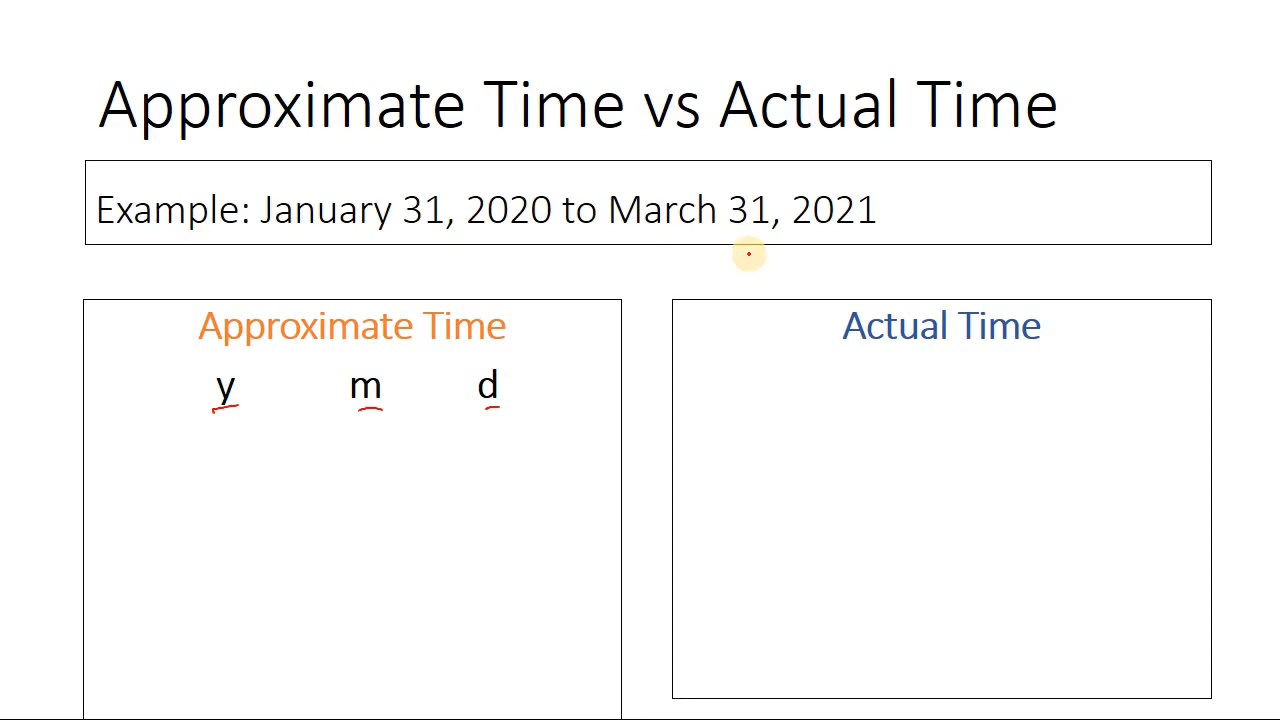 Approximate Time vs Actual Time
Example: January 31, 2020 to March 31, 2021
Approximate Time
y m d
Actual Time